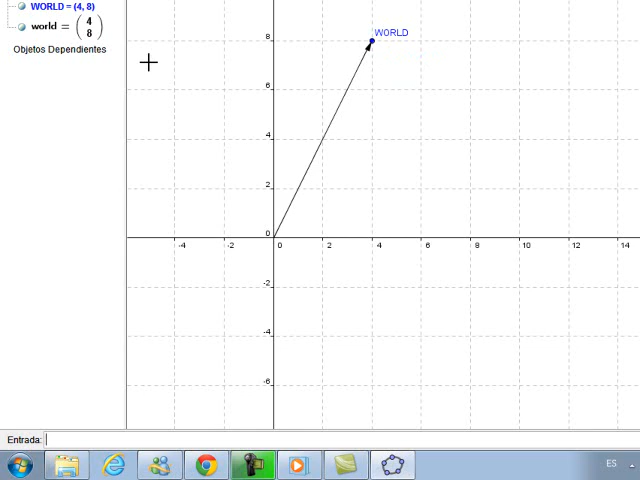 WORLD = (4, 8)
world = ( 4
8 )
Objetos Dependientes
WORLD
8
6
4
2
0
-4 -2 0 2 4 6 8 10 12 14
-2
-4
-6
Entrada:
ES